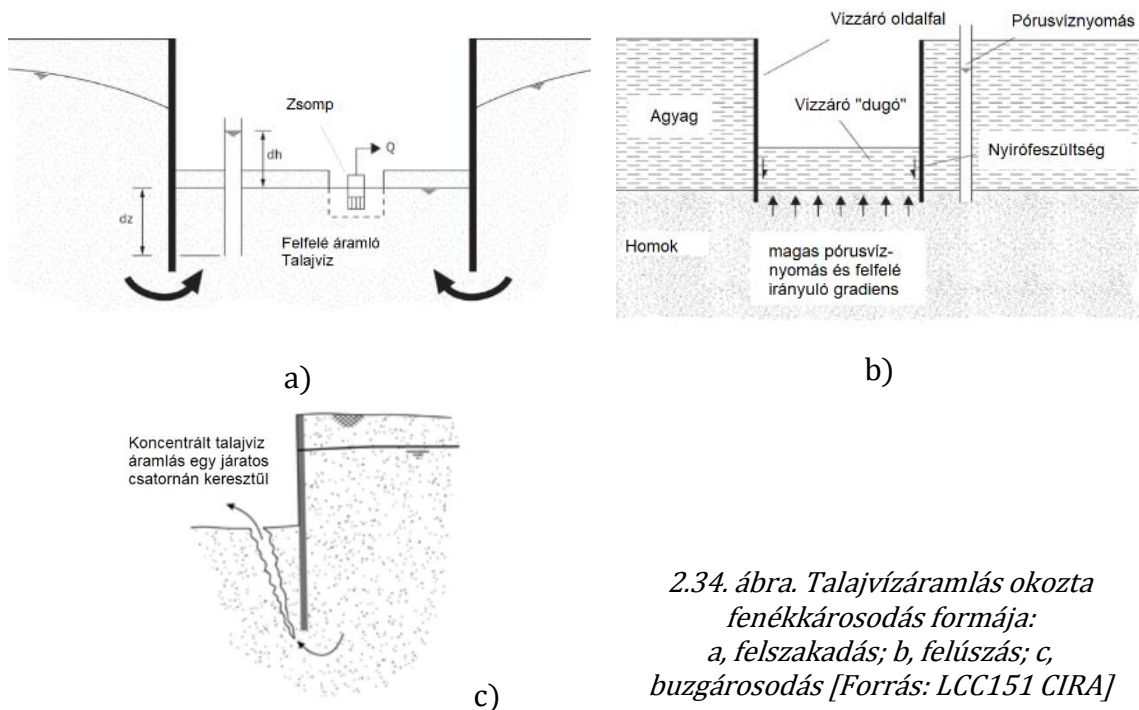 Zsomp
Q
dh
dz
Felfelé áramló
Talajvíz
a)
Vízzáró oldalfal
Pórusvíznyomás
Agyag
Vízzáró "dugó"
Nyírófeszültség
Homok
magas pórusvíz-
nyomás és felfelé
irányuló gradiens
b)
Koncentrált talajvíz
áramlás egy járatos
csatornán keresztül
c)
2.34. ábra. Talajvízáramlás okozta
fenékkárosodás formája:
a, felszakadás; b, felúszás; c,
buzgárosodás [Forrás: LCC151 CIRA]